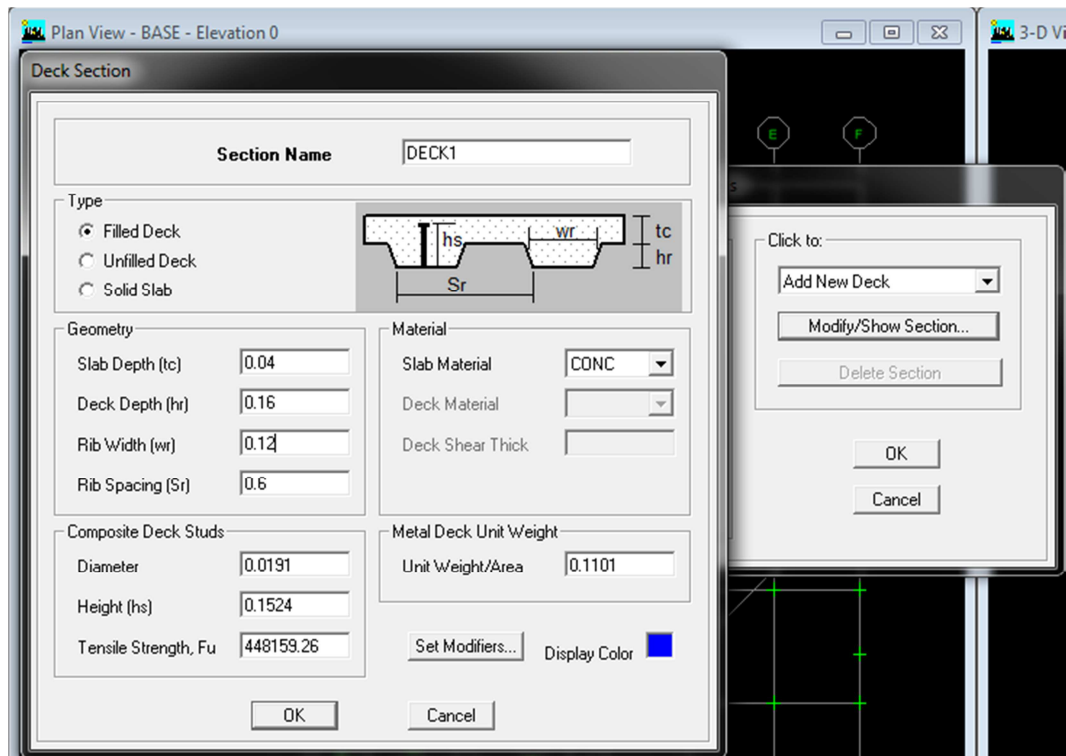 Plan View - BASE - Elevation 0
3-D Vi
Deck Section
Section Name
DECK1
Type
Filled Deck
Unfilled Deck
Solid Slab
hs
wr
tc
hr
Sr
Geometry
Slab Depth (tc)
0.04
Deck Depth (hr)
0.16
Rib Width (wr)
0.12
Rib Spacing (Sr)
0.6
Material
Slab Material
CONC
Deck Material
Deck Shear Thick
Composite Deck Studs
Diameter
0.0191
Height (hs)
0.1524
Tensile Strength, Fu
448159.26
Metal Deck Unit Weight
Unit Weight/Area
0.1101
Set Modifiers...
Display Color
OK
Cancel
E
F
s
Click to:
Add New Deck
Modify/Show Section...
Delete Section
OK
Cancel